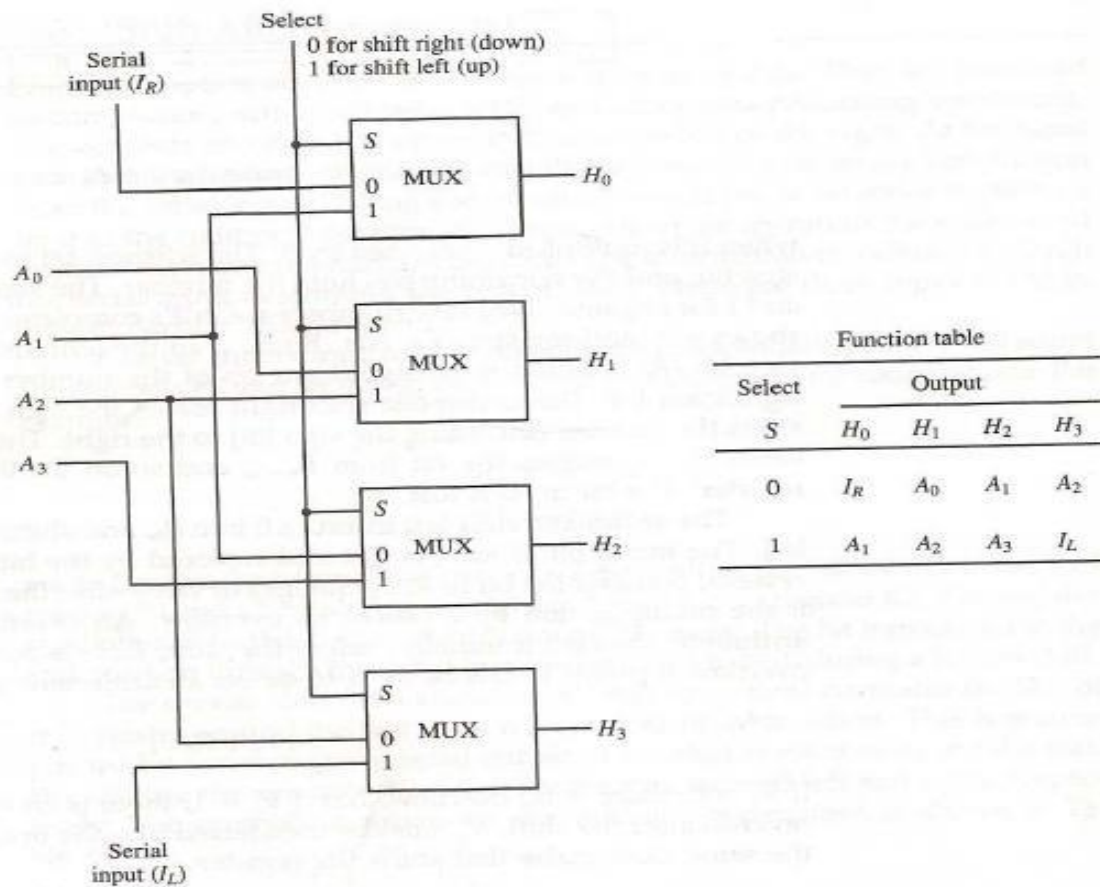 Select
0 for shift right (down)
1 for shift left (up)
Serial
input (I_R)
S
0 MUX H_0
1
A_0
A_1
S
0 MUX H_1
1
A_2
A_3
S
0 MUX H_2
1
S
0 MUX H_3
1
Serial
input (I_L)
Function table
Select Output
S H_0 H_1 H_2 H_3
0 I_R A_0 A_1 A_2
1 A_1 A_2 A_3 I_L